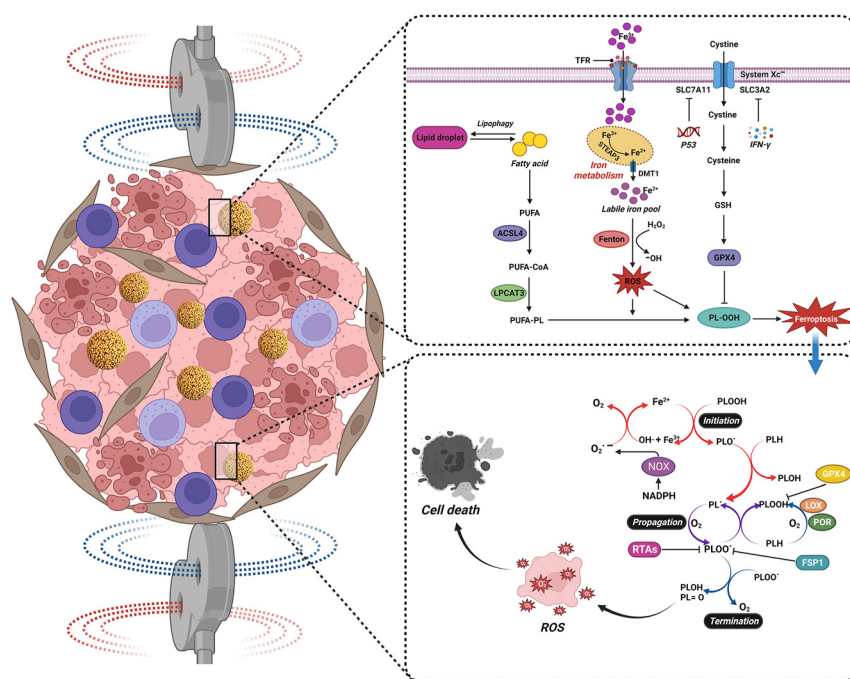 Fe³⁺
TFR
Cystine
System Xc⁻
SLC7A11
SLC3A2
Cystine
P53
IFN-γ
Lipid droplet
Lipophagy
Fatty acid
Fe³⁺
STEAP3
Fe²⁺
Iron
metabolism
DMT1
Fe²⁺
Labile iron pool
Cysteine
GSH
PUFA
ACSL4
Fenton
H₂O₂
⁻OH
GPX4
PUFA-CoA
ROS
LPCAT3
PUFA-PL
PL-OOH
Ferroptosis
O₂
Fe²⁺
PLOOH
Initiation
O₂˙⁻
OH· + Fe³⁺
PLO˙
PLH
NOX
PLOH
GPX4
NADPH
PL˙
PLOOH
LOX
Propagation
O₂
O₂
POR
RTAs
PLOO˙
PLH
FSP1
PLOH
PL= O
PLOO˙
O₂
Termination
Cell death
ROS